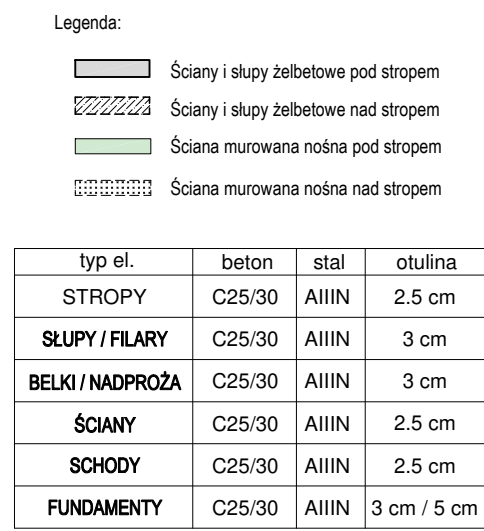 Legenda:
Ściany i słupy żelbetowe pod stropem
Ściany i słupy żelbetowe nad stropem
Ściana murowana nośna pod stropem
Ściana murowana nośna nad stropem
typ el. beton stal otulina
STROPY C25/30 AIIIN 2.5 cm
SŁUPY / FILARY C25/30 AIIIN 3 cm
BELKI / NADPROŻA C25/30 AIIIN 3 cm
ŚCIANY C25/30 AIIIN 2.5 cm
SCHODY C25/30 AIIIN 2.5 cm
FUNDAMENTY C25/30 AIIIN 3 cm / 5 cm